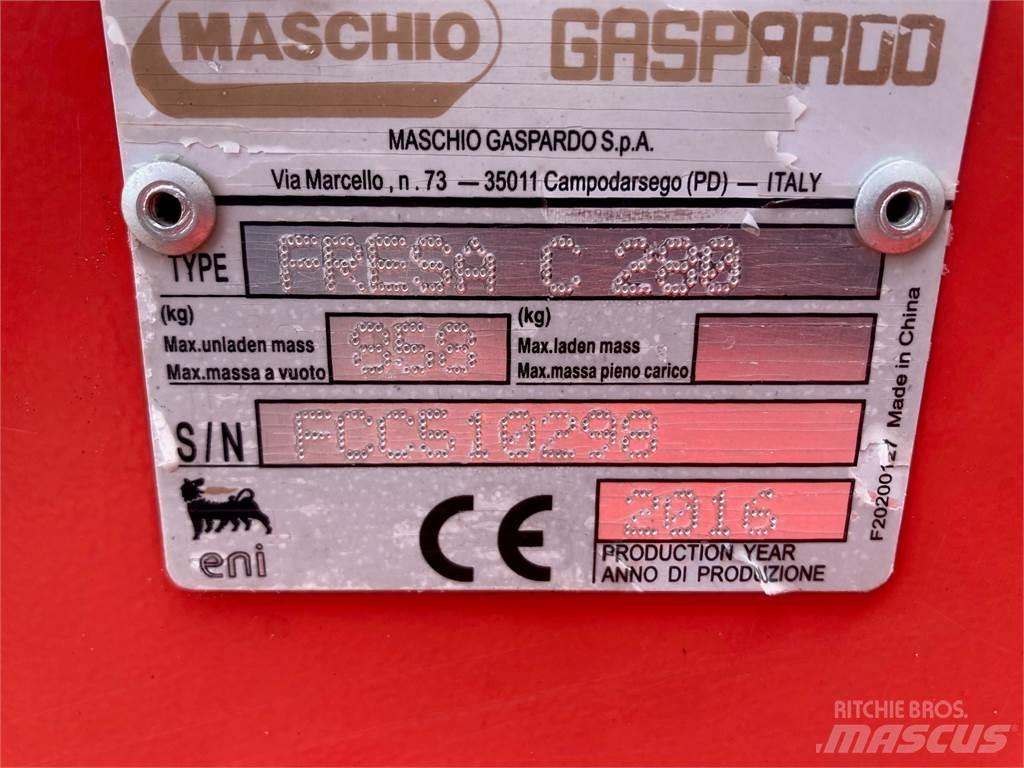 MASCHIO GASPARDO
MASCHIO GASPARDO S.p.A.
Via Marcello, n. 73 — 35011 Campodarsego (PD) — ITALY
TYPE FRESA C 280
(kg)
Max.unladen mass
Max.massa a vuoto
958
(kg)
Max.laden mass
Max.massa pieno carico
S/N FCC510298
eni
CE
2016
PRODUCTION YEAR
ANNO DI PRODUZIONE
F20200127 Made in China
RITCHIE BROS.
MASCUS